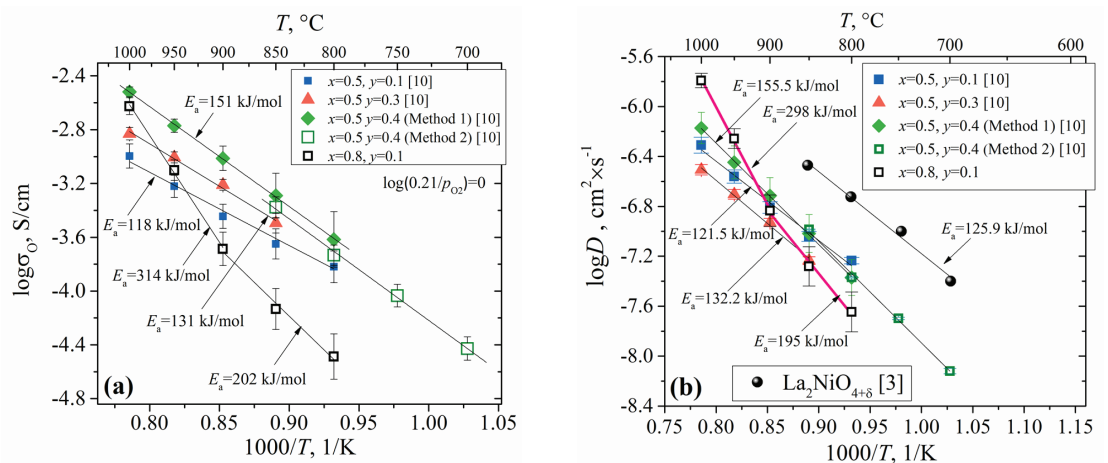 T, °C
1000 950 900 850 800 750 700
-2.4
-2.8
-3.2
-3.6
-4.0
-4.4
-4.8
logσO, S/cm
x=0.5, y=0.1 [10]
x=0.5 y=0.3 [10]
x=0.5 y=0.4 (Method 1) [10]
x=0.5 y=0.4 (Method 2) [10]
x=0.8, y=0.1
log(0.21/pO2)=0
Ea=151 kJ/mol
Ea=118 kJ/mol
Ea=314 kJ/mol
Ea=131 kJ/mol
Ea=202 kJ/mol
(a)
0.80 0.85 0.90 0.95 1.00 1.05
1000/T, 1/K
T, °C
1000 900 800 700 600
-5.6
-6.0
-6.4
-6.8
-7.2
-7.6
-8.0
-8.4
logD, cm²×s⁻¹
x=0.5, y=0.1 [10]
x=0.5, y=0.3 [10]
x=0.5, y=0.4 (Method 1) [10]
x=0.5, y=0.4 (Method 2) [10]
x=0.8, y=0.1
Ea=155.5 kJ/mol
Ea=298 kJ/mol
Ea=121.5 kJ/mol
Ea=125.9 kJ/mol
Ea=132.2 kJ/mol
Ea=195 kJ/mol
(b)
La2NiO4+δ [3]
0.75 0.80 0.85 0.90 0.95 1.00 1.05 1.10 1.15
1000/T, 1/K